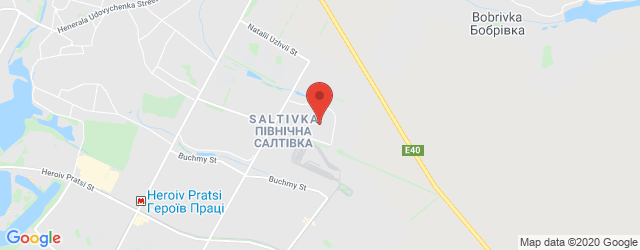 Henerala Udovychenka Street
Natalii Uzhvii St
Bobrivka
Бобрівка
SALTIVKA
ПІВНІЧНА
САЛТІВКА
E40
Buchmy St
Buchmy St
Heroiv Pratsi St
Heroiv Pratsi
Героїв Праці
Google
Map data ©2020 Google